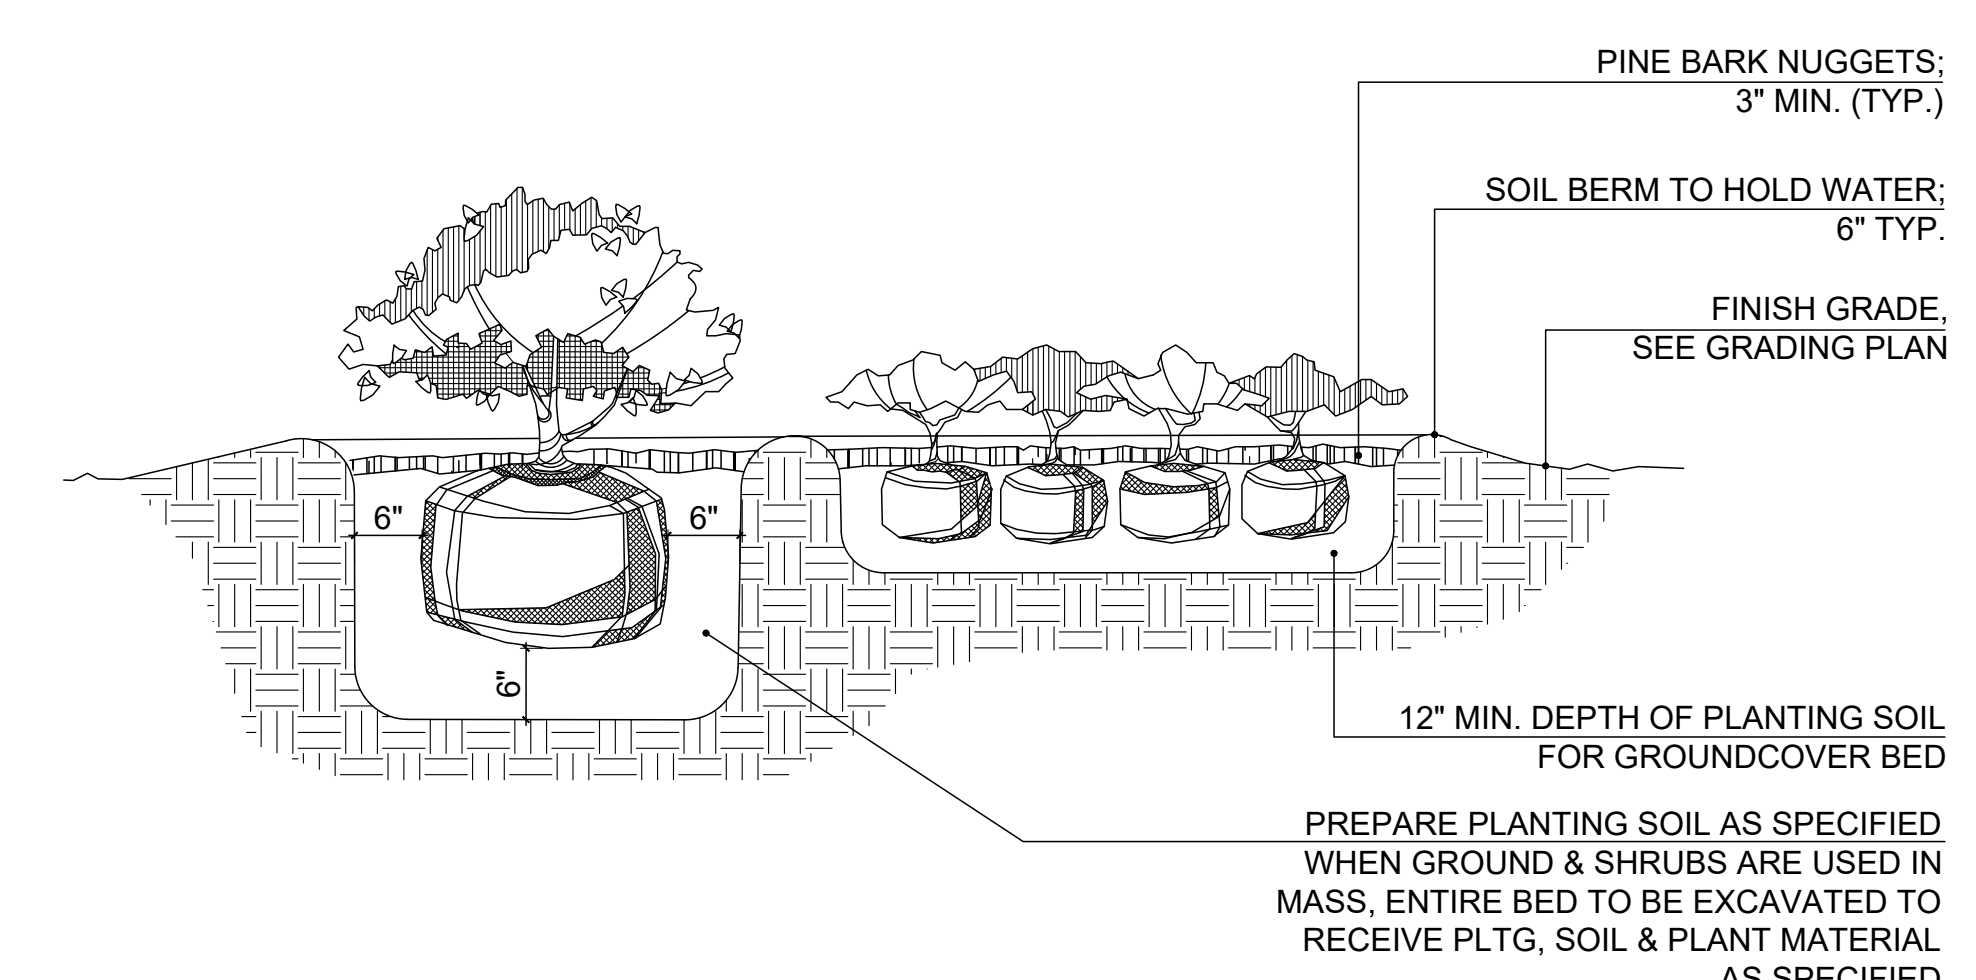 PINE BARK NUGGETS;
3" MIN. (TYP.)
SOIL BERM TO HOLD WATER;
6" TYP.
FINISH GRADE,
SEE GRADING PLAN
6"
6"
6"
12" MIN. DEPTH OF PLANTING SOIL
FOR GROUNDCOVER BED
PREPARE PLANTING SOIL AS SPECIFIED
WHEN GROUND & SHRUBS ARE USED IN
MASS, ENTIRE BED TO BE EXCAVATED TO
RECEIVE PLTG, SOIL & PLANT MATERIAL
AS SPECIFIED